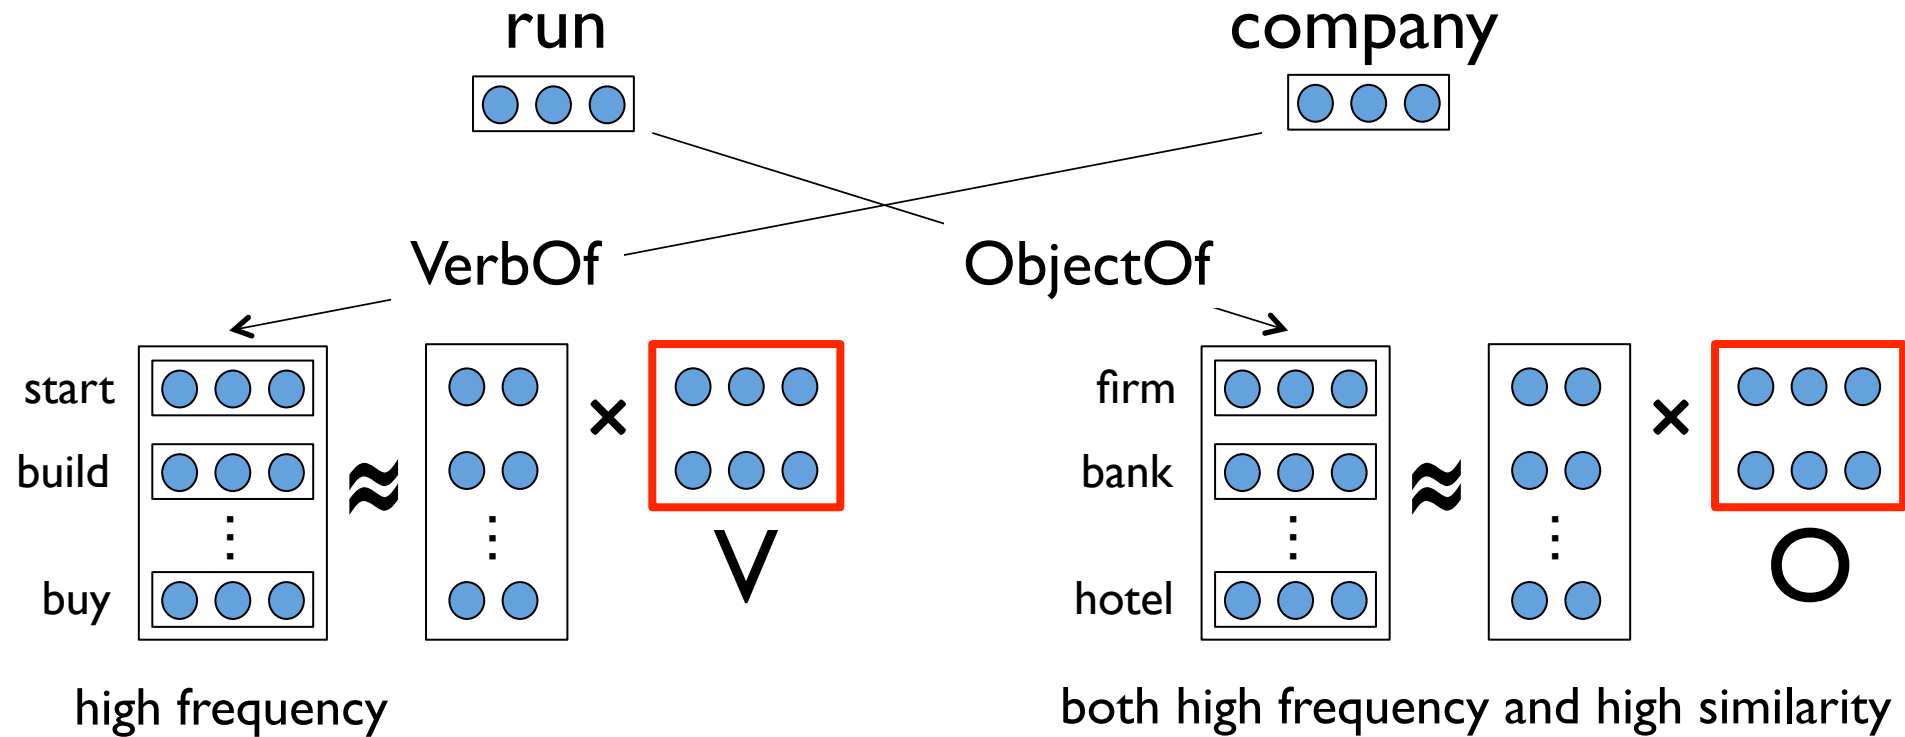 run
company
VerbOf
ObjectOf
start
build
⋮
buy
≈
×
V
firm
bank
⋮
hotel
≈
×
O
high frequency
both high frequency and high similarity